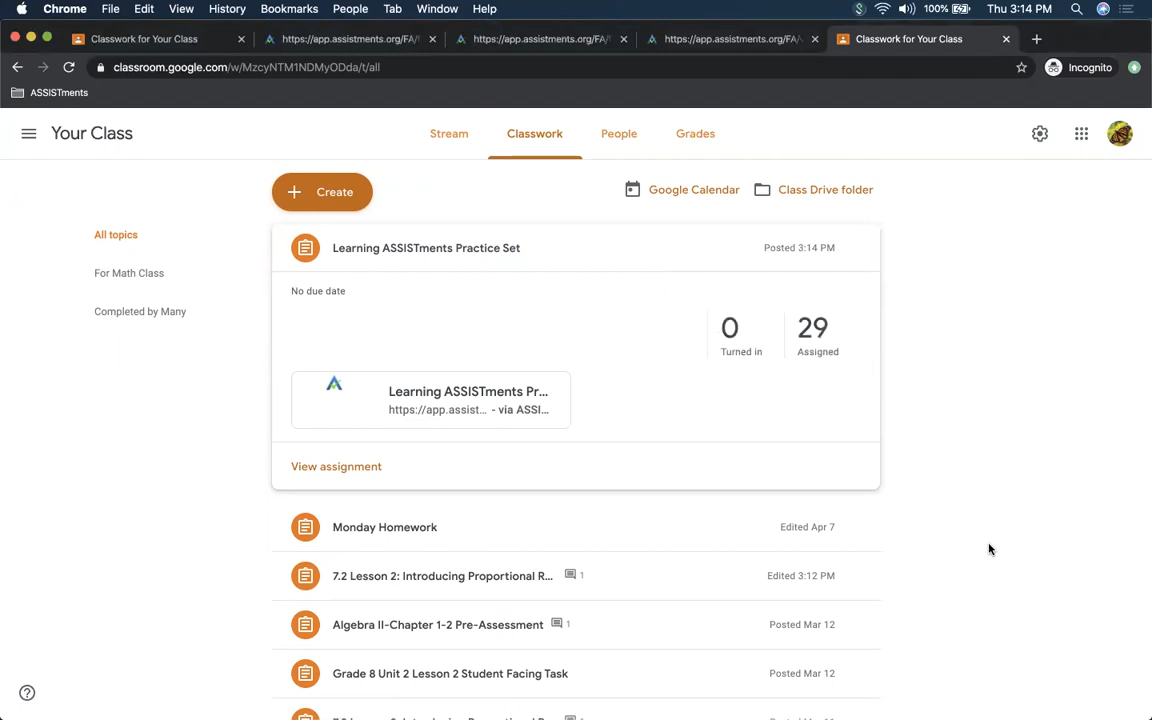 Chrome File Edit View History Bookmarks People Tab Window Help 100% Thu 3:14 PM
Classwork for Your Class https://app.assistments.org/FA/ https://app.assistments.org/FA/ https://app.assistments.org/FA/ Classwork for Your Class
classroom.google.com/w/MzcyNTM1NDMyODda/t/all Incognito
ASSISTments
Your Class Stream Classwork People Grades
Create Google Calendar Class Drive folder
All topics
For Math Class
Completed by Many
Learning ASSISTments Practice Set Posted 3:14 PM
No due date
0 29
Turned in Assigned
Learning ASSISTments Pr...
https://app.assist... - via ASSI...
View assignment
Monday Homework Edited Apr 7
7.2 Lesson 2: Introducing Proportional R... 1 Edited 3:12 PM
Algebra II-Chapter 1-2 Pre-Assessment 1 Posted Mar 12
Grade 8 Unit 2 Lesson 2 Student Facing Task Posted Mar 12